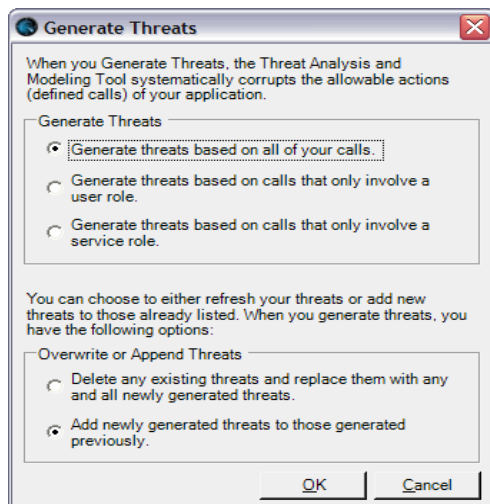 Generate Threats
When you Generate Threats, the Threat Analysis and
Modeling Tool systematically corrupts the allowable actions
(defined calls) of your application.
Generate Threats
Generate threats based on all of your calls.
Generate threats based on calls that only involve a
user role.
Generate threats based on calls that only involve a
service role.
You can choose to either refresh your threats or add new
threats to those already listed. When you generate threats, you
have the following options:
Overwrite or Append Threats
Delete any existing threats and replace them with any
and all newly generated threats.
Add newly generated threats to those generated
previously.
OK Cancel